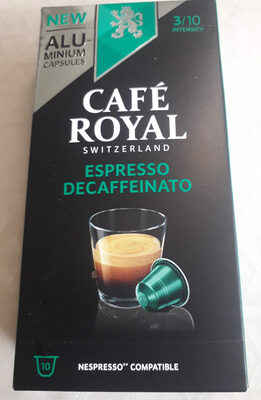 NEW
ALU
MINIUM
CAPSULES
3/10
INTENSITY
CAFÉ
ROYAL
SWITZERLAND
ESPRESSO
DECAFFEINATO
10
NESPRESSO®* COMPATIBLE